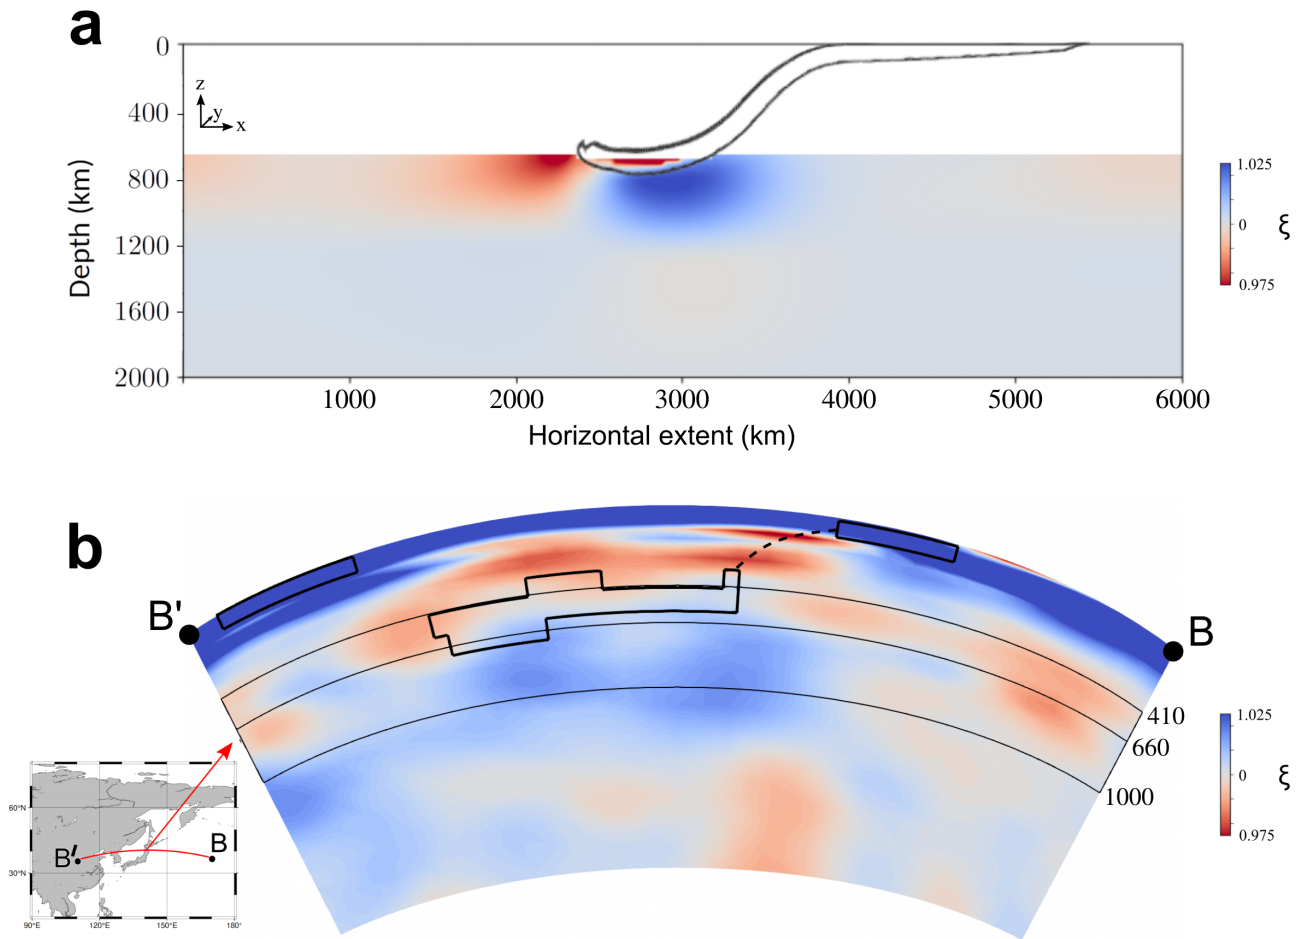 a
0
400
800
1200
1600
2000
Depth (km)
z
y
x
1000
2000
3000
4000
5000
6000
Horizontal extent (km)
1.025
0
0.975
ξ
b
B'
B
410
660
1000
1.025
0
0.975
ξ
60°N
30°N
B'
B
90°E
120°E
150°E
180°